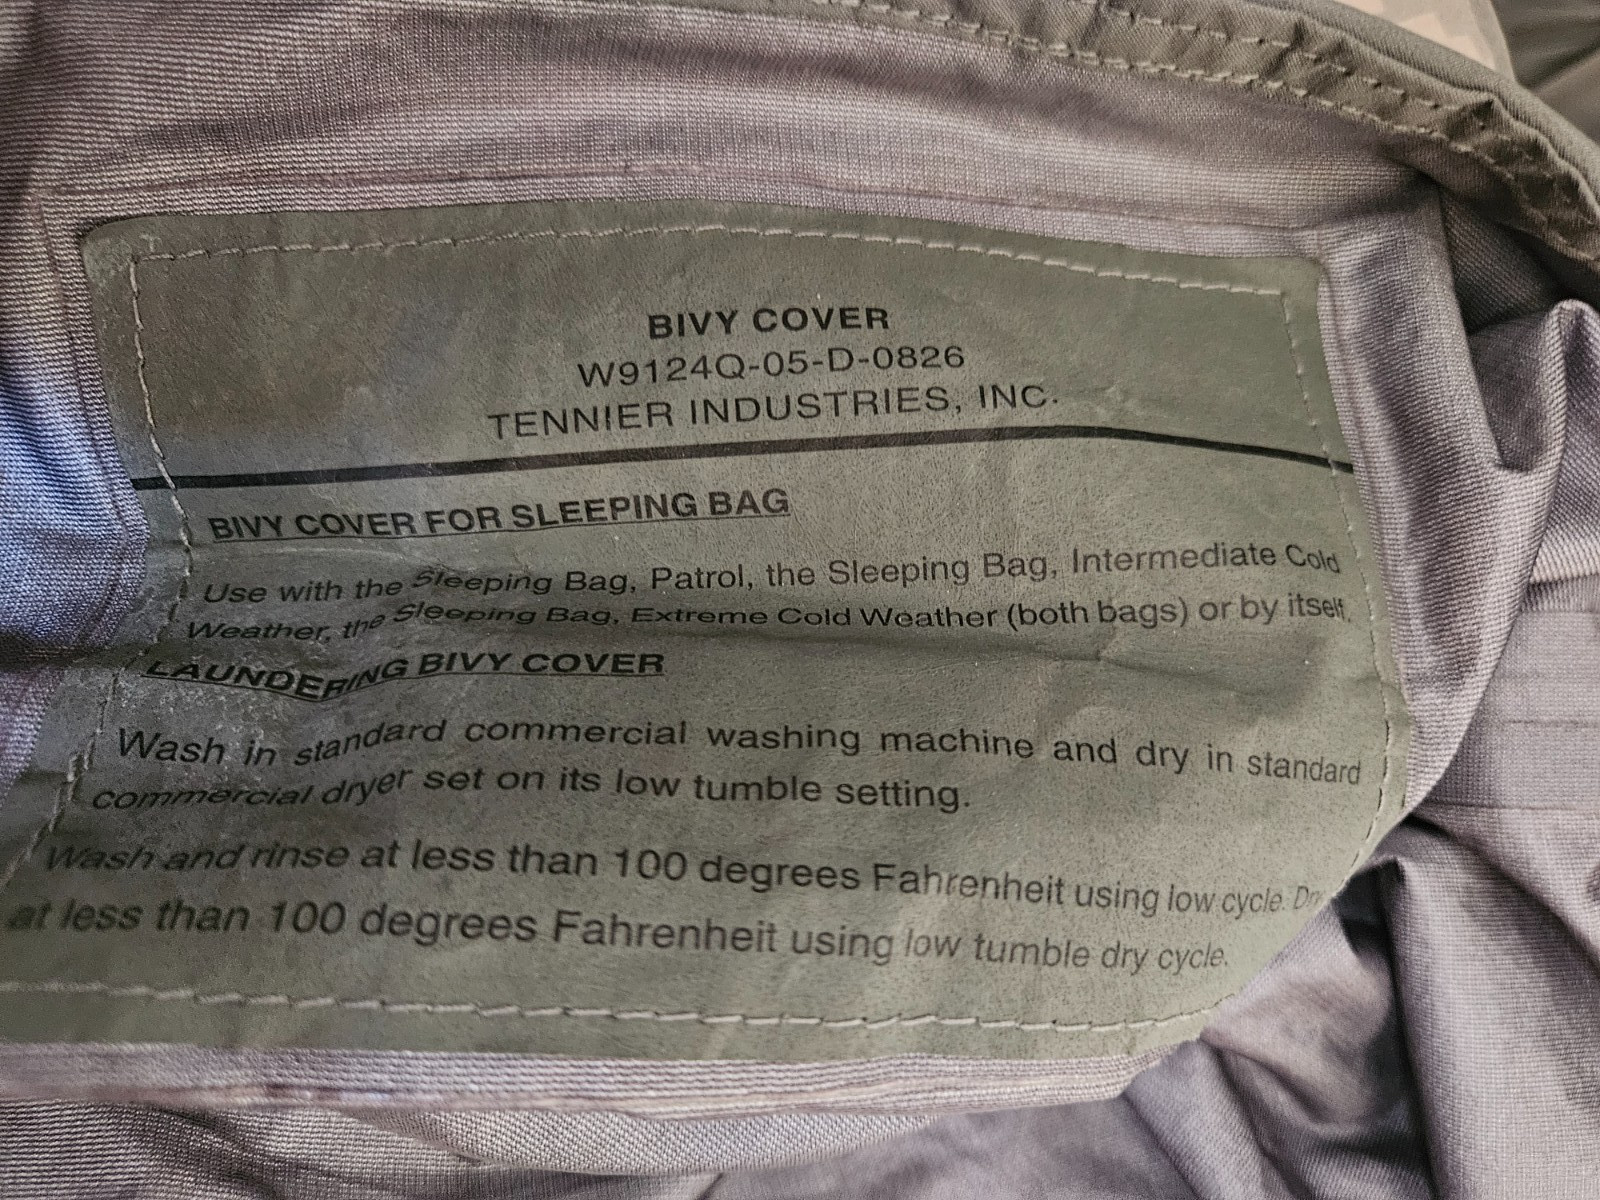 BIVY COVER
W9124Q-05-D-0826
TENNIER INDUSTRIES, INC.
BIVY COVER FOR SLEEPING BAG
Use with the Sleeping Bag, Patrol, the Sleeping Bag, Intermediate Cold
Weather, the Sleeping Bag, Extreme Cold Weather (both bags) or by itself.
LAUNDERING BIVY COVER
Wash in standard commercial washing machine and dry in standard
commercial dryer set on its low tumble setting.
Wash and rinse at less than 100 degrees Fahrenheit using low cycle. Dry
at less than 100 degrees Fahrenheit using low tumble dry cycle.